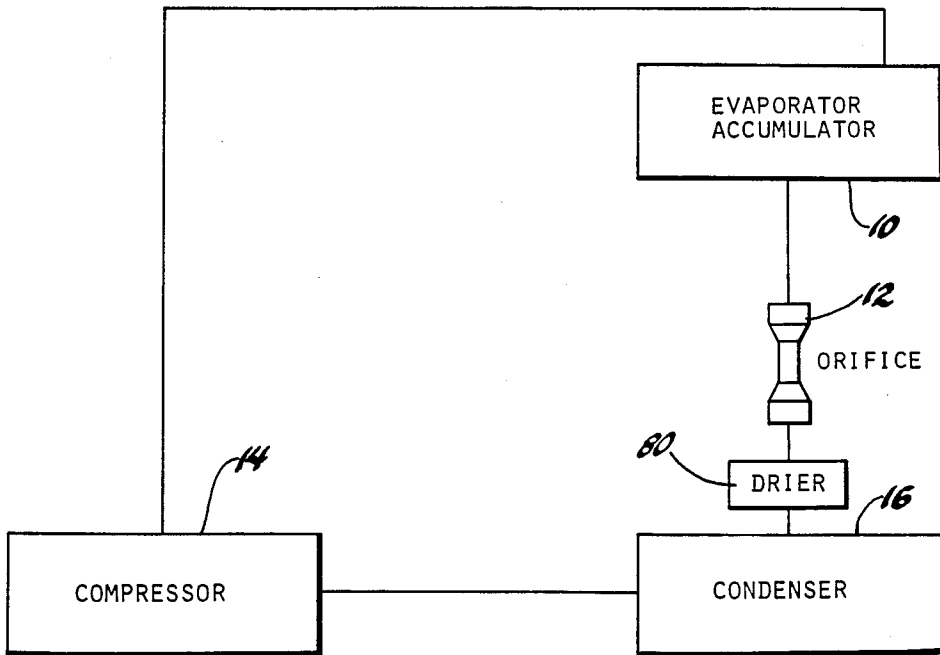 EVAPORATOR
ACCUMULATOR
10
12
ORIFICE
80
DRIER
14
16
COMPRESSOR
CONDENSER